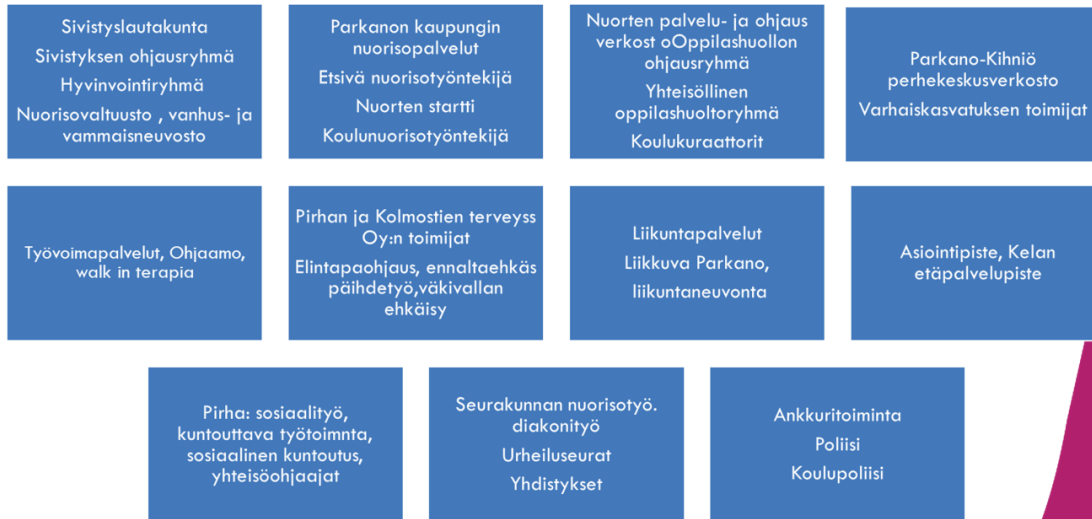 Sivistyslautakunta
Sivistyksen ohjausryhmä
Hyvinvointiryhmä
Nuorisovaltuusto , vanhus- ja
vammaisneuvosto
Parkanon kaupungin
nuorisopalvelut
Etsivä nuorisotyöntekijä
Nuorten startti
Koulunuorisotyöntekijä
Nuorten palvelu- ja ohjaus
verkost oOppilashuollon
ohjausryhmä
Yhteisöllinen
oppilashuoltoryhmä
Koulukuraattorit
Parkano-Kihniö
perhekeskusverkosto
Varhaiskasvatuksen toimijat
Työvoimapalvelut, Ohjaamo,
walk in terapia
Pirhan ja Kolmostien terveyss
Oy:n toimijat
Elintapaohjaus, ennaltaehkäs
päihdetyö,väkivallan
ehkäisy
Liikuntapalvelut
Liikkuva Parkano,
liikuntaneuvonta
Asiointipiste, Kelan
etäpalvelupiste
Pirha: sosiaalityö,
kuntouttava työtoimnta,
sosiaalinen kuntoutus,
yhteisöohjaajat
Seurakunnan nuorisotyö.
diakonityö
Urheiluseurat
Yhdistykset
Ankkuritoiminta
Poliisi
Koulupoliisi